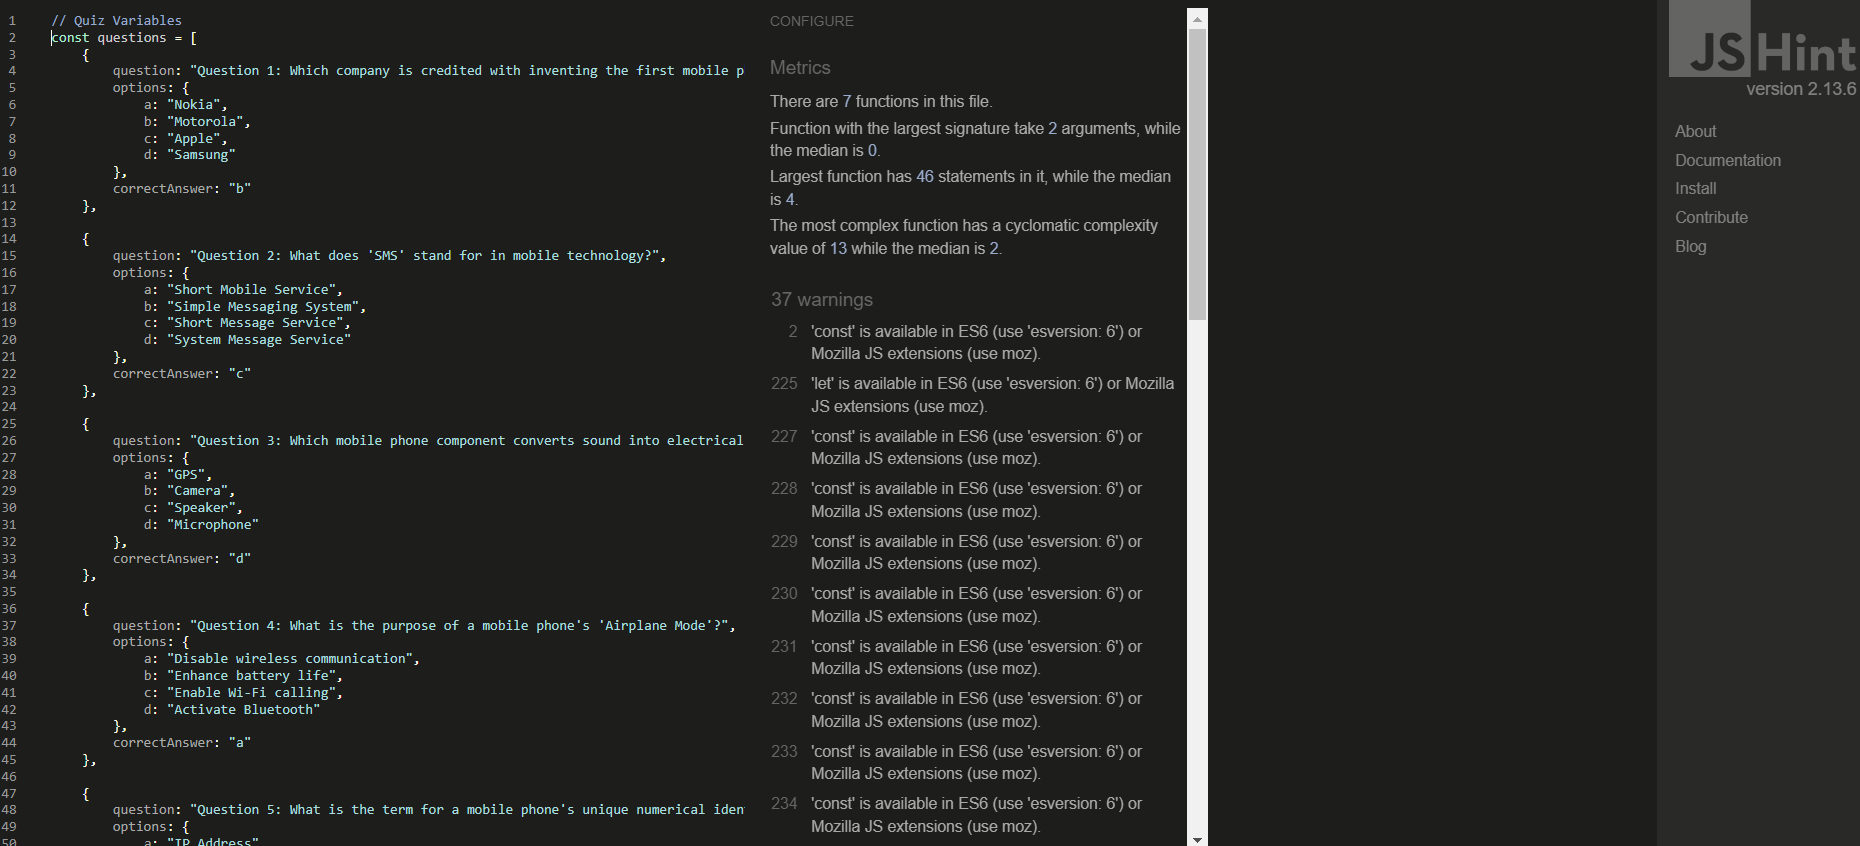 1 // Quiz Variables
2 const questions = [
3 {
4 question: "Question 1: Which company is credited with inventing the first mobile p
5 options: {
6 a: "Nokia",
7 b: "Motorola",
8 c: "Apple",
9 d: "Samsung"
10 },
11 correctAnswer: "b"
12 },
13
14 {
15 question: "Question 2: What does 'SMS' stand for in mobile technology?",
16 options: {
17 a: "Short Mobile Service",
18 b: "Simple Messaging System",
19 c: "Short Message Service",
20 d: "System Message Service"
21 },
22 correctAnswer: "c"
23 },
24
25 {
26 question: "Question 3: Which mobile phone component converts sound into electrical
27 options: {
28 a: "GPS",
29 b: "Camera",
30 c: "Speaker",
31 d: "Microphone"
32 },
33 correctAnswer: "d"
34 },
35
36 {
37 question: "Question 4: What is the purpose of a mobile phone's 'Airplane Mode'?",
38 options: {
39 a: "Disable wireless communication",
40 b: "Enhance battery life",
41 c: "Enable Wi-Fi calling",
42 d: "Activate Bluetooth"
43 },
44 correctAnswer: "a"
45 },
46
47 {
48 question: "Question 5: What is the term for a mobile phone's unique numerical iden
49 options: {
50 a: "IP Address"
CONFIGURE
Metrics
There are 7 functions in this file.
Function with the largest signature take 2 arguments, while
the median is 0.
Largest function has 46 statements in it, while the median
is 4.
The most complex function has a cyclomatic complexity
value of 13 while the median is 2.
37 warnings
2 'const' is available in ES6 (use 'esversion: 6') or
Mozilla JS extensions (use moz).
225 'let' is available in ES6 (use 'esversion: 6') or Mozilla
JS extensions (use moz).
227 'const' is available in ES6 (use 'esversion: 6') or
Mozilla JS extensions (use moz).
228 'const' is available in ES6 (use 'esversion: 6') or
Mozilla JS extensions (use moz).
229 'const' is available in ES6 (use 'esversion: 6') or
Mozilla JS extensions (use moz).
230 'const' is available in ES6 (use 'esversion: 6') or
Mozilla JS extensions (use moz).
231 'const' is available in ES6 (use 'esversion: 6') or
Mozilla JS extensions (use moz).
232 'const' is available in ES6 (use 'esversion: 6') or
Mozilla JS extensions (use moz).
233 'const' is available in ES6 (use 'esversion: 6') or
Mozilla JS extensions (use moz).
234 'const' is available in ES6 (use 'esversion: 6') or
Mozilla JS extensions (use moz).
JSHint
version 2.13.6
About
Documentation
Install
Contribute
Blog